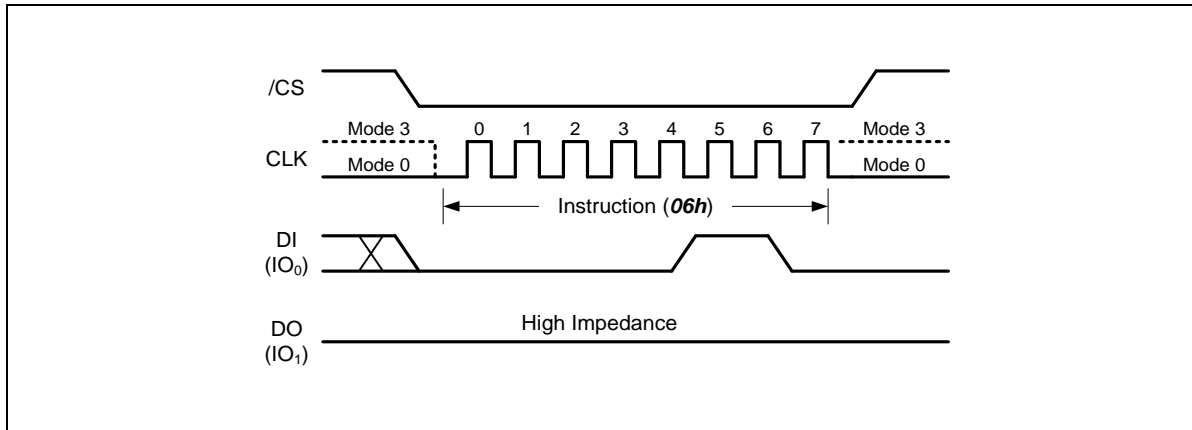 /CS
Mode 3 0 1 2 3 4 5 6 7 Mode 3
CLK
Mode 0 Mode 0
Instruction (06h)
DI
(IO₀)
High Impedance
DO
(IO₁)